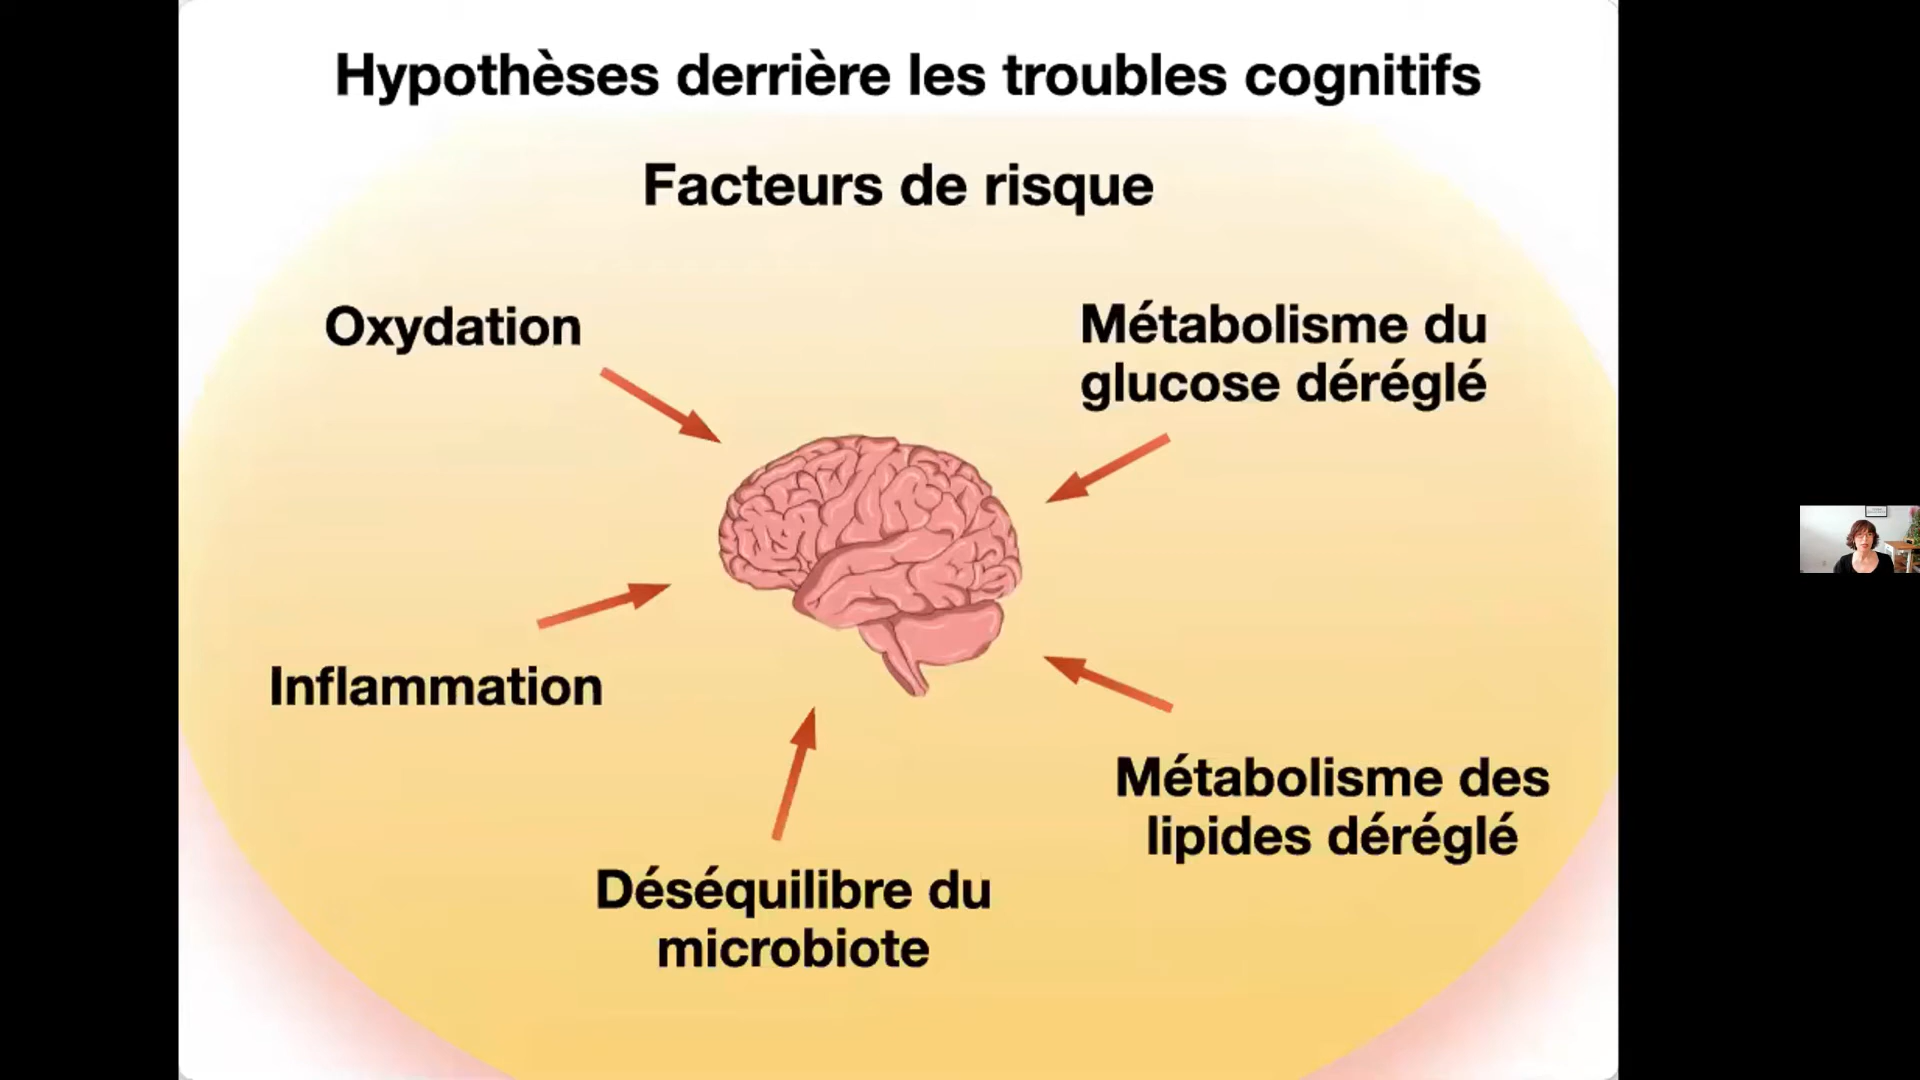 Hypothèses derrière les troubles cognitifs
Facteurs de risque
Oxydation
Métabolisme du
glucose déréglé
Inflammation
Métabolisme des
lipides déréglé
Déséquilibre du
microbiote